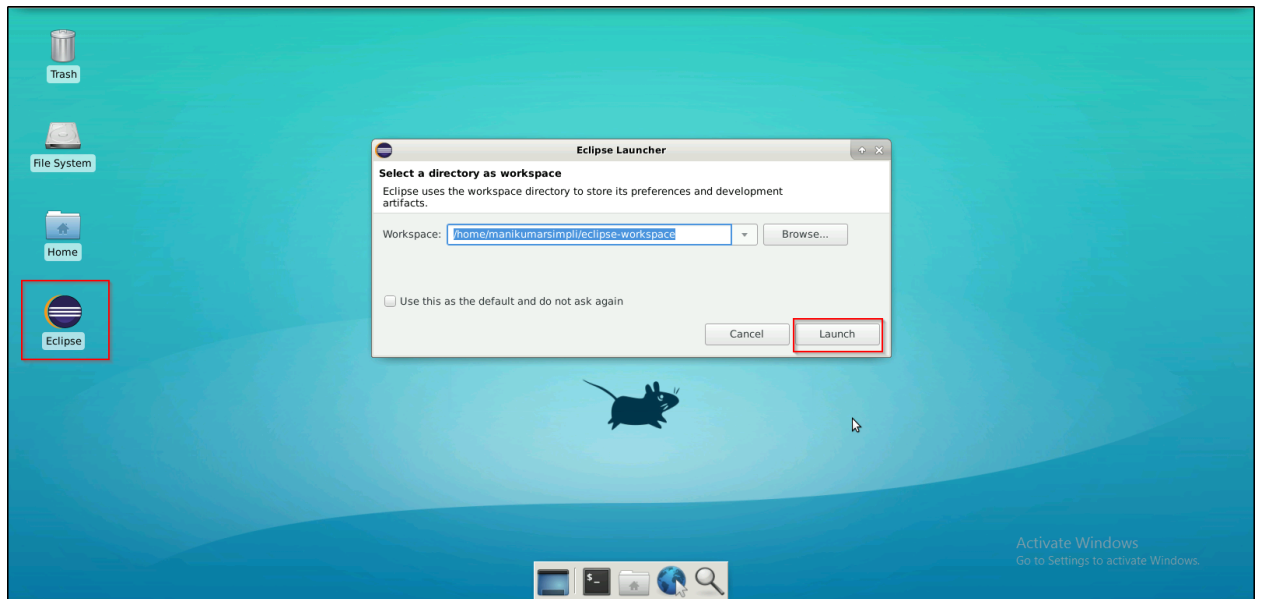 Trash
File System
Home
Eclipse
Eclipse Launcher
Select a directory as workspace
Eclipse uses the workspace directory to store its preferences and development
artifacts.
Workspace: /home/manikumarsimpli/eclipse-workspace Browse...
Use this as the default and do not ask again
Cancel Launch
Activate Windows
Go to Settings to activate Windows.
$_